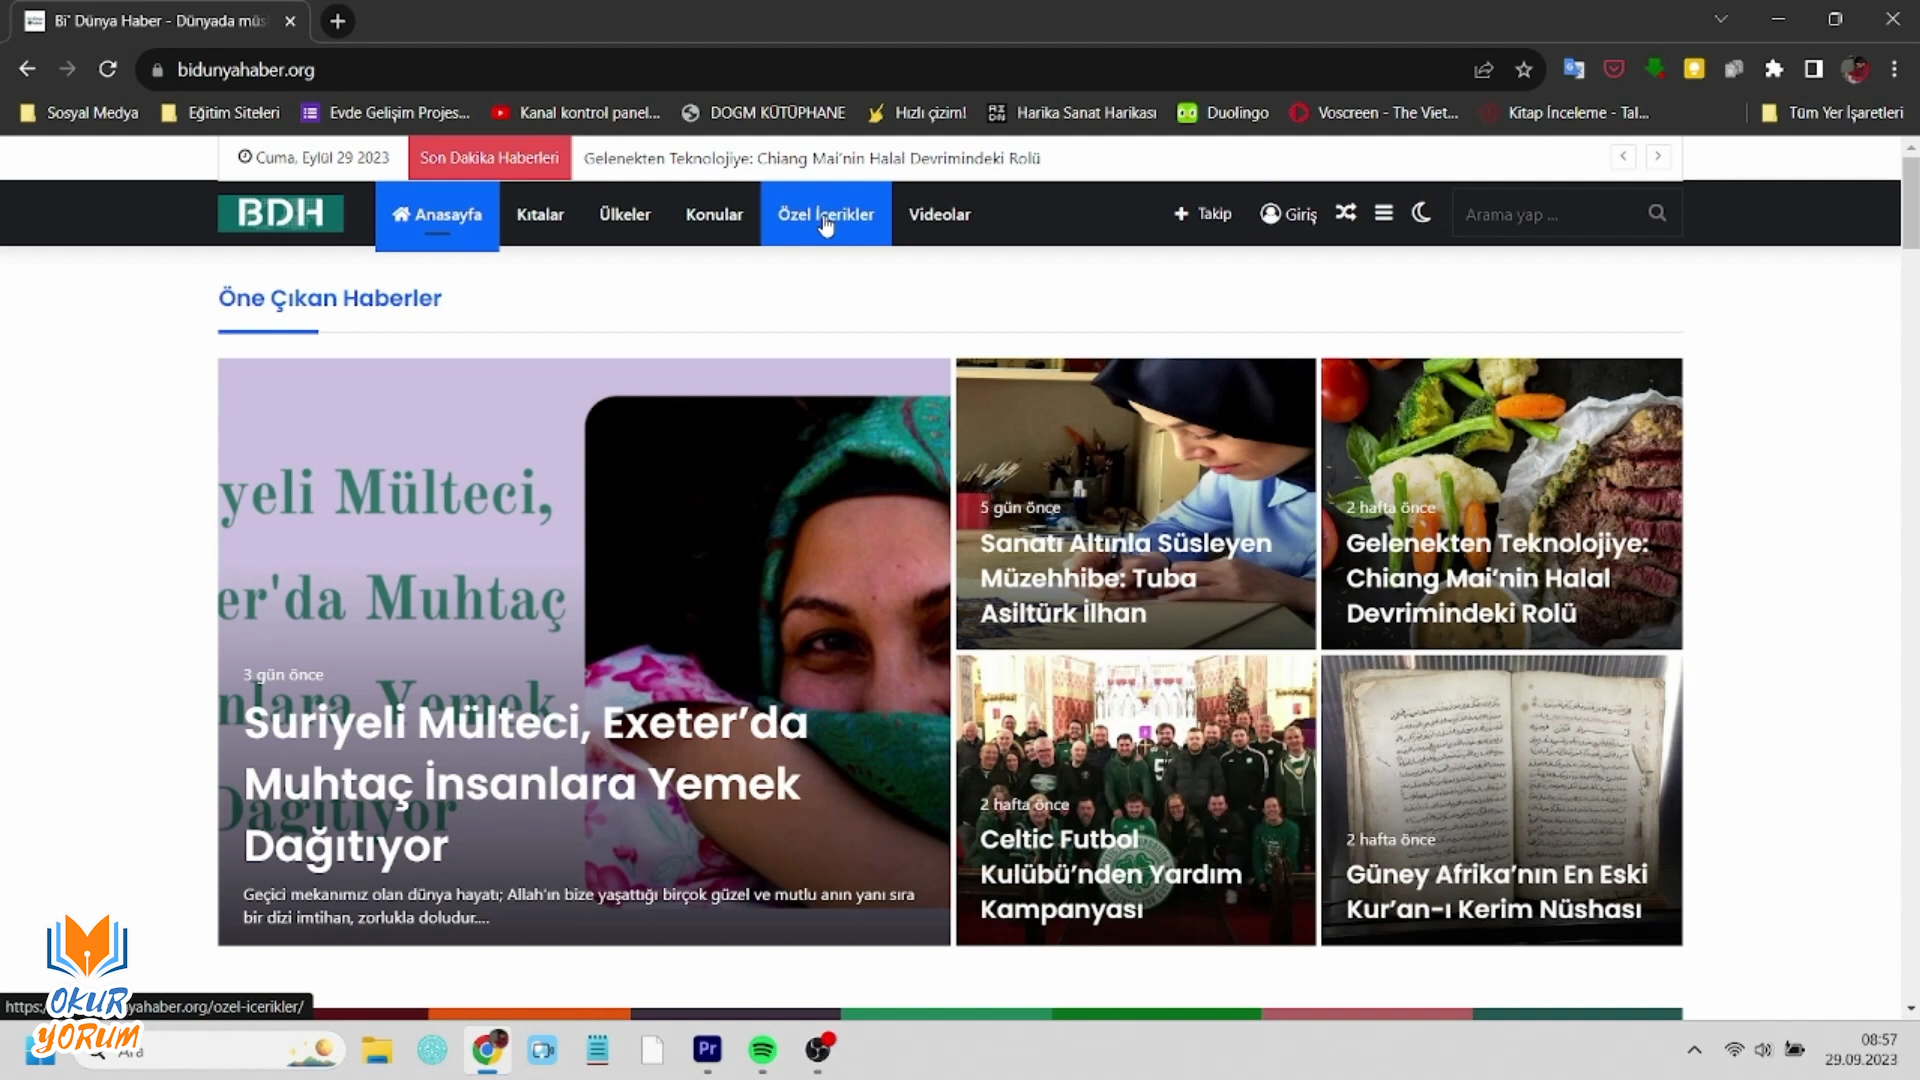 Bi' Dünya Haber - Dünyada müs
bidunyahaber.org
Sosyal Medya
Eğitim Siteleri
Evde Gelişim Projes...
Kanal kontrol panel...
DOGM KÜTÜPHANE
Hızlı çizim!
Harika Sanat Harikası
Duolingo
Voscreen - The Viet...
Kitap İnceleme - Tal...
Tüm Yer İşaretleri
Cuma, Eylül 29 2023
Son Dakika Haberleri
Gelenekten Teknolojiye: Chiang Mai'nin Halal Devrimindeki Rolü
BDH
Anasayfa
Kıtalar
Ülkeler
Konular
Özel İçerikler
Videolar
Takip
Giriş
Arama yap ...
Öne Çıkan Haberler
yeli Mülteci,
er'da Muhtaç
nlara Yemek
Dağıtıyor
3 gün önce
Suriyeli Mülteci, Exeter'da
Muhtaç İnsanlara Yemek
Dağıtıyor
Geçici mekanımız olan dünya hayatı; Allah'ın bize yaşattığı birçok güzel ve mutlu anın yanı sıra
bir dizi imtihan, zorlukla doludur....
5 gün önce
Sanatı Altınla Süsleyen
Müzehhibe: Tuba
Asiltürk İlhan
2 hafta önce
Gelenekten Teknolojiye:
Chiang Mai'nin Halal
Devrimindeki Rolü
2 hafta önce
Celtic Futbol
Kulübü'nden Yardım
Kampanyası
2 hafta önce
Güney Afrika'nın En Eski
Kur'an-ı Kerim Nüshası
https: yahaber.org/ozel-icerikler/
OKUR
YORUM
Ara
Pr
08:57
29.09.2023